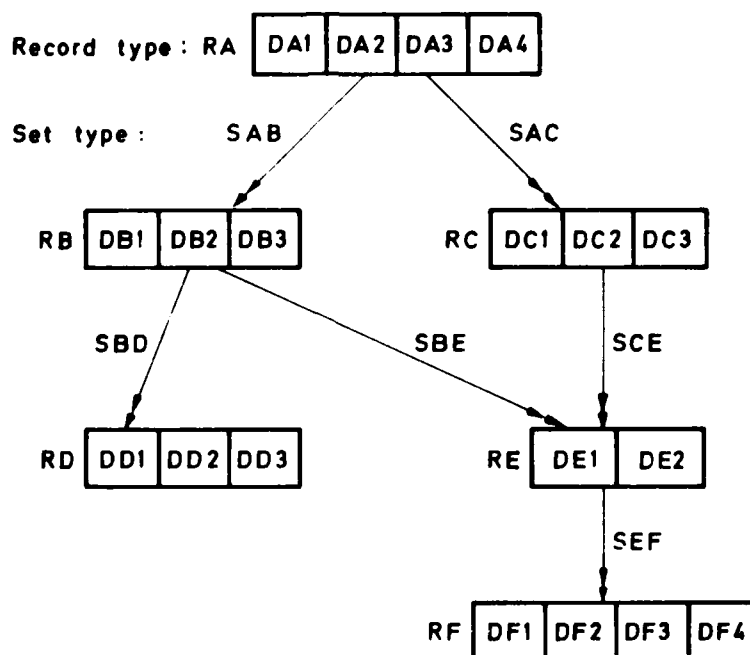 Record type: RA DA1 DA2 DA3 DA4
Set type: SAB SAC
RB DB1 DB2 DB3 RC DC1 DC2 DC3
SBD SBE SCE
RD DD1 DD2 DD3 RE DE1 DE2
SEF
RF DF1 DF2 DF3 DF4